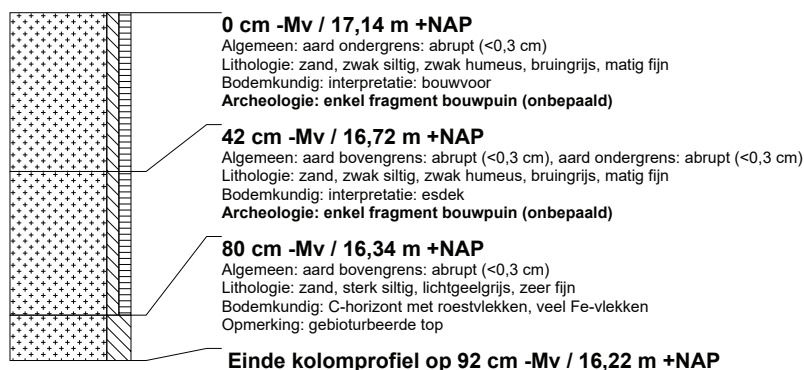 0 cm -Mv / 17,14 m +NAP
Algemeen: aard ondergrens: abrupt (<0,3 cm)
Lithologie: zand, zwak siltig, zwak humeus, bruingrijs, matig fijn
Bodemkundig: interpretatie: bouwvoor
Archeologie: enkel fragment bouwpuin (onbepaald)
42 cm -Mv / 16,72 m +NAP
Algemeen: aard bovengrens: abrupt (<0,3 cm), aard ondergrens: abrupt (<0,3 cm)
Lithologie: zand, zwak siltig, zwak humeus, bruingrijs, matig fijn
Bodemkundig: interpretatie: esdek
Archeologie: enkel fragment bouwpuin (onbepaald)
80 cm -Mv / 16,34 m +NAP
Algemeen: aard bovengrens: abrupt (<0,3 cm)
Lithologie: zand, sterk siltig, lichtgeelgrijs, zeer fijn
Bodemkundig: C-horizont met roestvlekken, veel Fe-vlekken
Opmerking: gebioturbeerde top
Einde kolomprofiel op 92 cm -Mv / 16,22 m +NAP